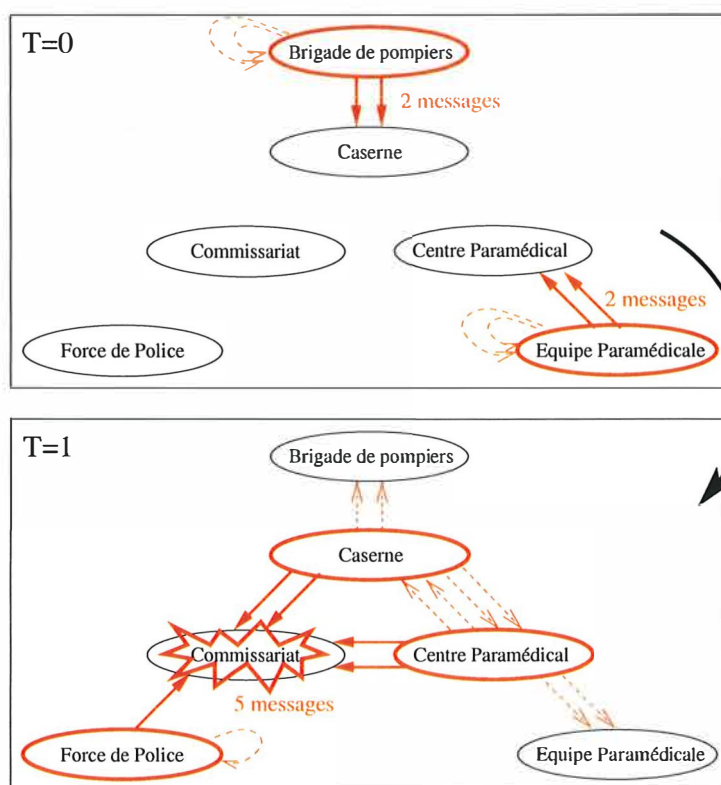 T=0
Brigade de pompiers
2 messages
Caserne
Commissariat
Centre Paramédical
2 messages
Force de Police
Equipe Paramédicale
T=1
Brigade de pompiers
Caserne
Commissariat
Centre Paramédical
5 messages
Force de Police
Equipe Paramédicale